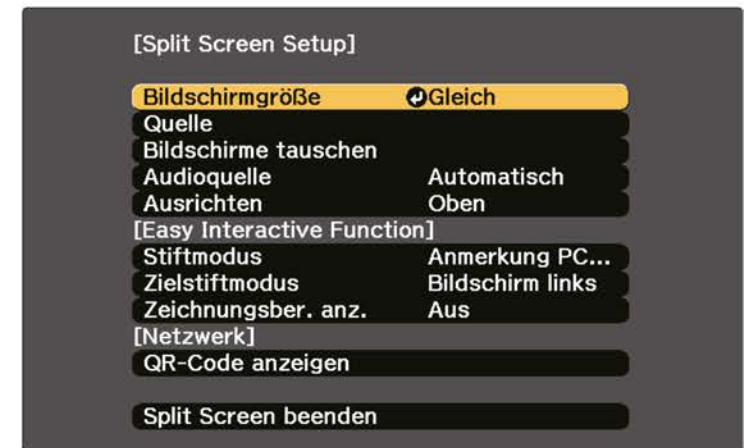 [Split Screen Setup]
Bildschirmgröße Gleich
Quelle
Bildschirme tauschen
Audioquelle Automatisch
Ausrichten Oben
[Easy Interactive Function]
Stiftmodus Anmerkung PC...
Zielstiftmodus Bildschirm links
Zeichnungsber. anz. Aus
[Netzwerk]
QR-Code anzeigen
Split Screen beenden